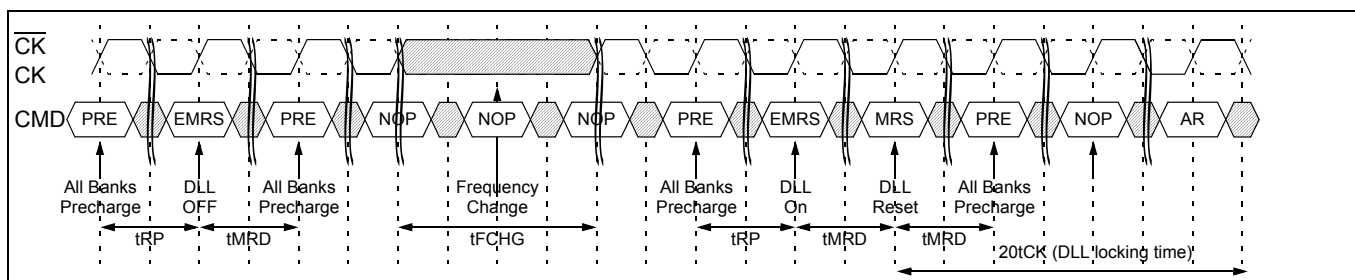 CK
CK
CMD PRE EMRS PRE NOP NOP NOP PRE EMRS MRS PRE NOP AR
All Banks Precharge
DLL OFF
All Banks Precharge
Frequency Change
All Banks Precharge
DLL On
DLL Reset
All Banks Precharge
tRP tMRD tFCHG tRP tMRD tMRD
20tCK (DLL locking time)